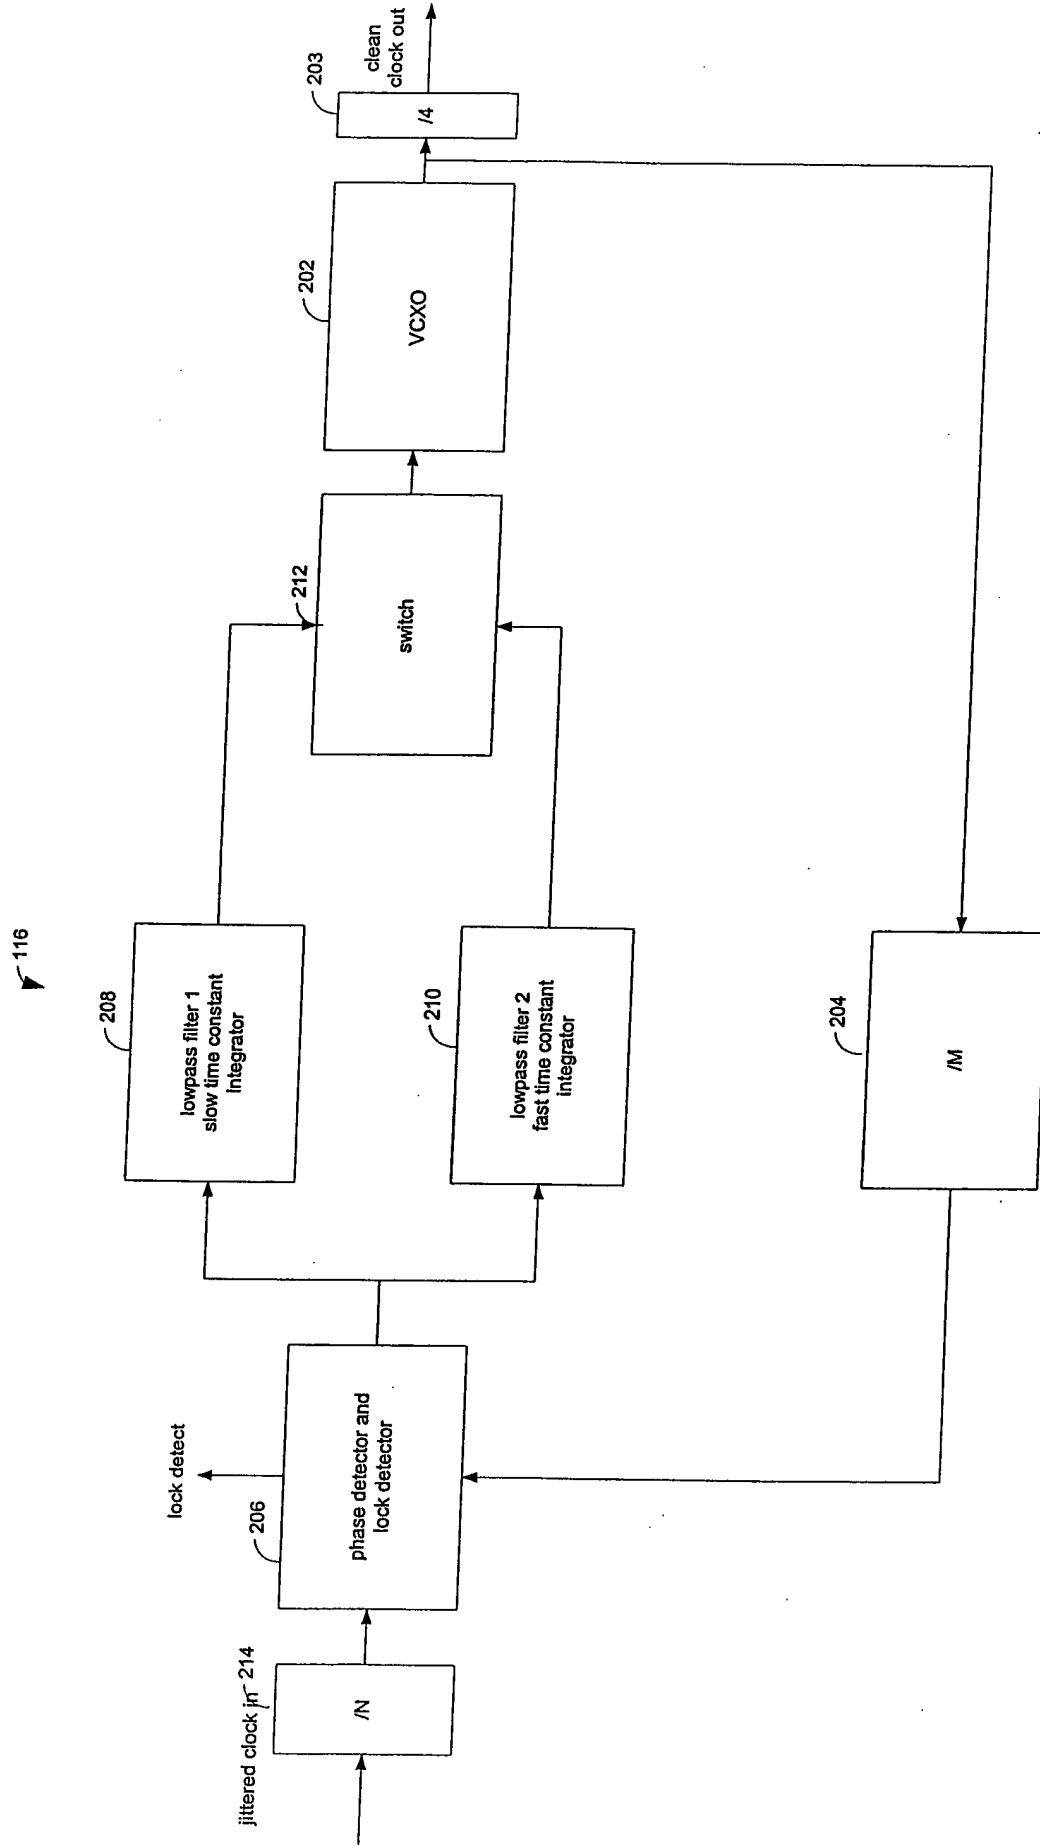 116
jittered clock in
214
/N
lock detect
206
phase detector and
lock detector
208
lowpass filter 1
slow time constant
integrator
210
lowpass filter 2
fast time constant
integrator
212
switch
202
VCXO
203
/4
clean
clock out
204
/M